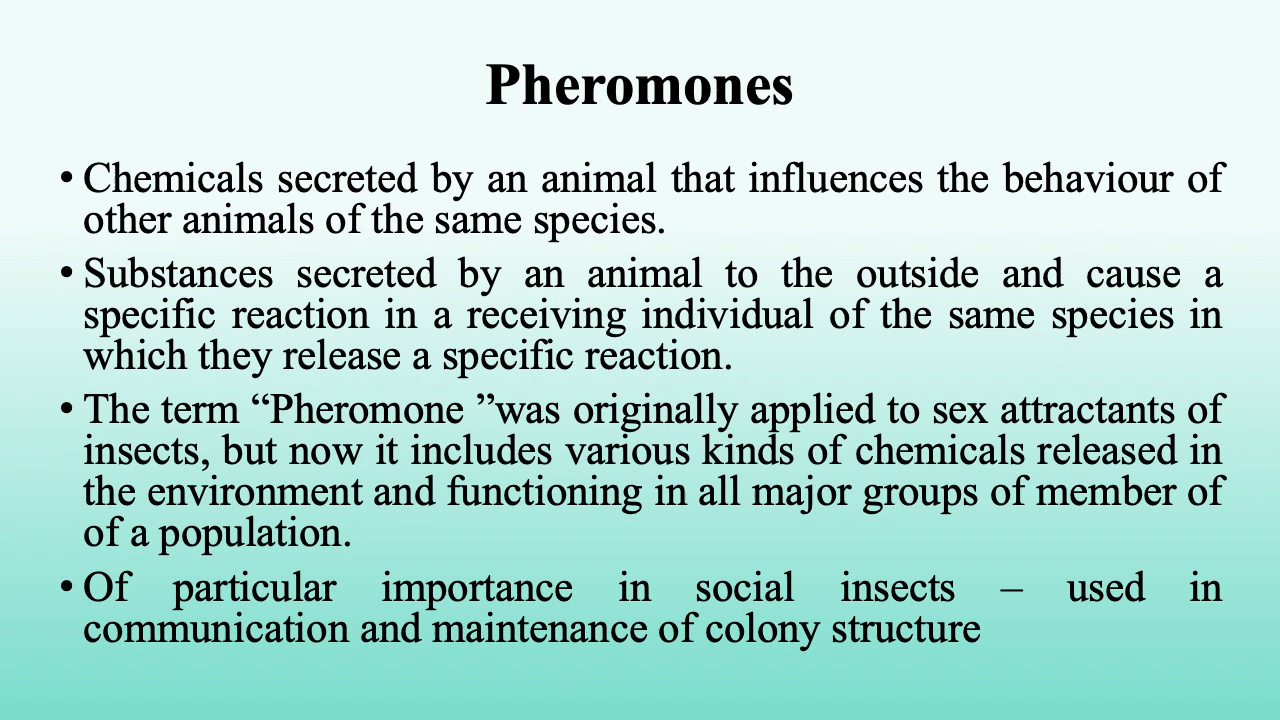 Pheromones
• Chemicals secreted by an animal that influences the behaviour of
other animals of the same species.
• Substances secreted by an animal to the outside and cause a
specific reaction in a receiving individual of the same species in
which they release a specific reaction.
• The term “Pheromone ”was originally applied to sex attractants of
insects, but now it includes various kinds of chemicals released in
the environment and functioning in all major groups of member of
of a population.
• Of particular importance in social insects – used in
communication and maintenance of colony structure